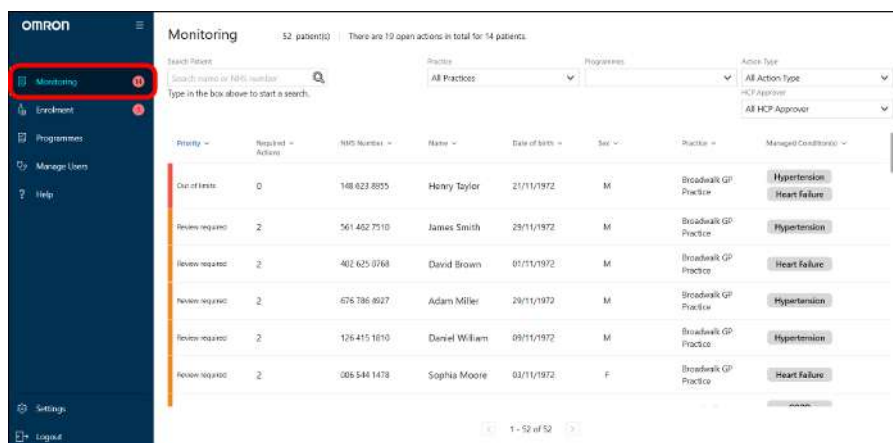 OMRON
Monitoring
Enrolment
Programmes
Manage Users
? Help
Settings
Logout
Monitoring 52 patient(s) There are 19 open actions in total for 14 patients.
Search Patient Practice Programmes Action Type
Search name or NHS number All Practices All Action Type
Type in the box above to start a search. HCP Approver
All HCP Approver
Priority Required Actions NHS Number Name Date of birth Sex Practice Managed Condition(s)
Out of limits 0 148 623 8955 Henry Taylor 21/11/1972 M Broadwalk GP Practice Hypertension Heart Failure
Review required 2 561 462 7510 James Smith 29/11/1972 M Broadwalk GP Practice Hypertension
Review required 2 402 625 0768 David Brown 01/11/1972 M Broadwalk GP Practice Heart Failure
Review required 2 676 786 4927 Adam Miller 29/11/1972 M Broadwalk GP Practice Hypertension
Review required 2 126 415 1810 Daniel William 09/11/1972 M Broadwalk GP Practice Hypertension
Review required 2 006 544 1478 Sophia Moore 03/11/1972 F Broadwalk GP Practice Heart Failure
1 - 52 of 52